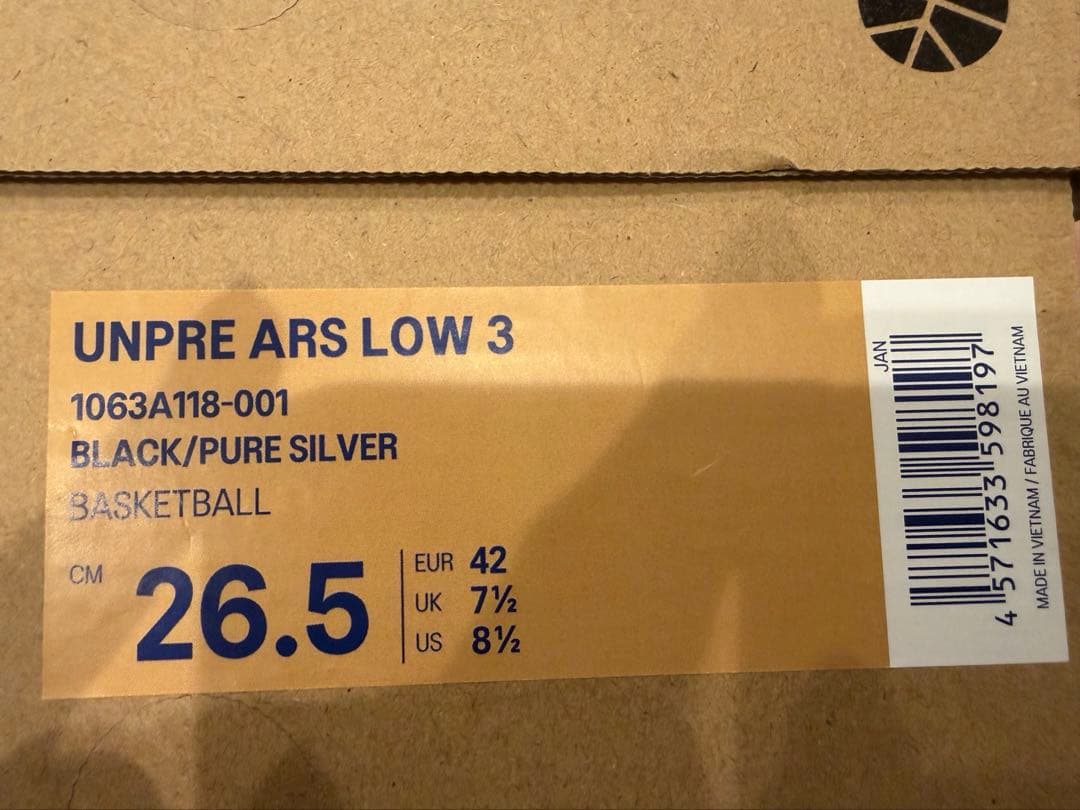 UNPRE ARS LOW 3
1063A118-001
BLACK/PURE SILVER
BASKETBALL
CM 26.5
EUR 42
UK 7½
US 8½
JAN
4 571633 598197
MADE IN VIETNAM / FABRIQUE AU VIETNAM